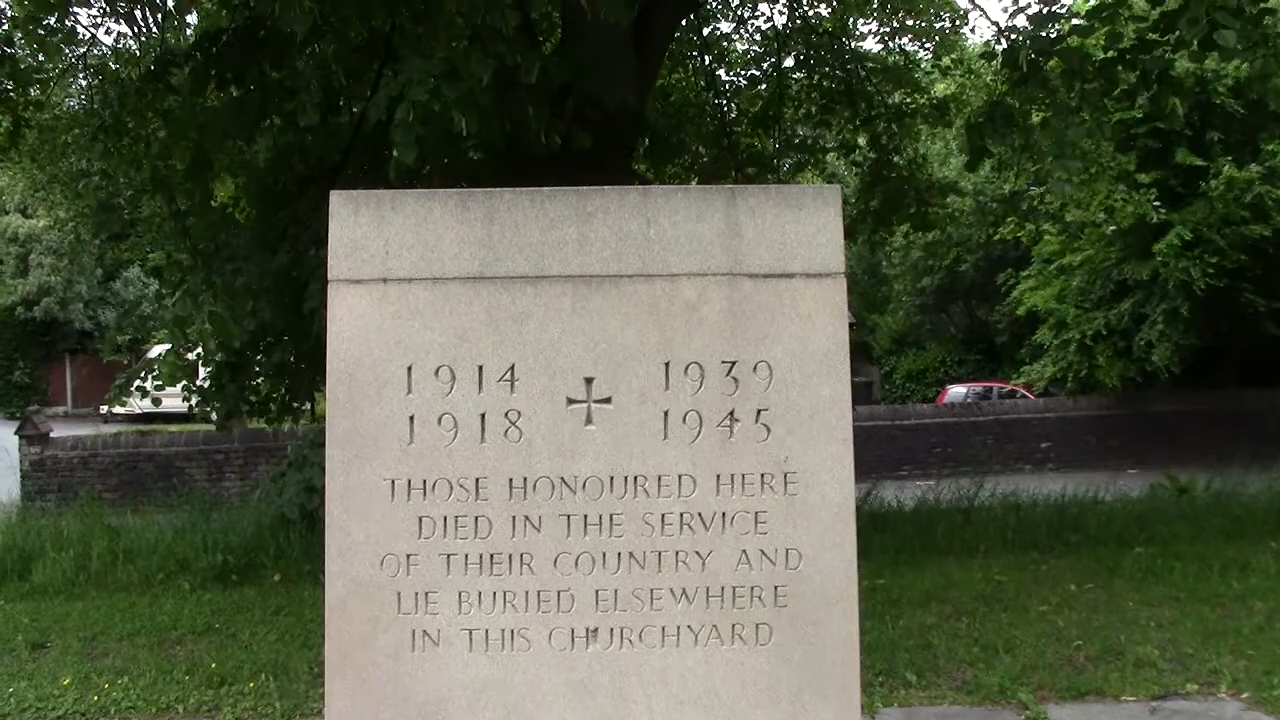 1914 1939
1918 1945
THOSE HONOURED HERE
DIED IN THE SERVICE
OF THEIR COUNTRY AND
LIE BURIED ELSEWHERE
IN THIS CHURCHYARD